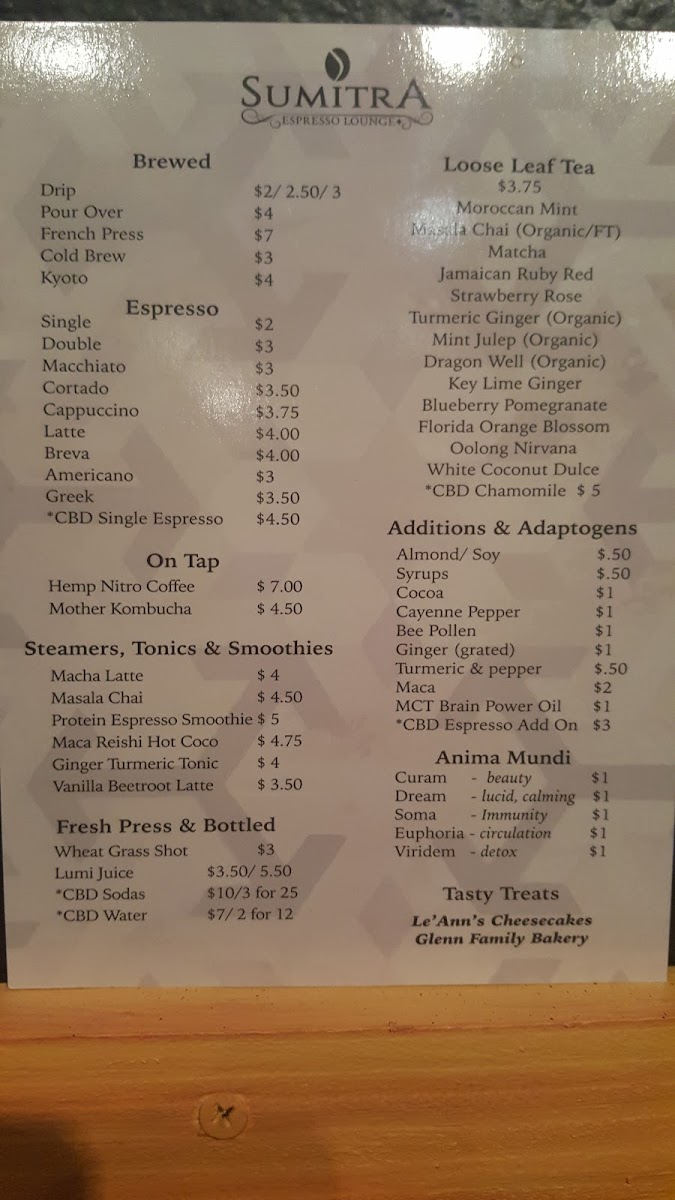 SUMITRA
ESPRESSO LOUNGE
Brewed
Drip $2/ 2.50/ 3
Pour Over $4
French Press $7
Cold Brew $3
Kyoto $4
Espresso
Single $2
Double $3
Macchiato $3
Cortado $3.50
Cappuccino $3.75
Latte $4.00
Breva $4.00
Americano $3
Greek $3.50
*CBD Single Espresso $4.50
On Tap
Hemp Nitro Coffee $ 7.00
Mother Kombucha $ 4.50
Steamers, Tonics & Smoothies
Macha Latte $ 4
Masala Chai $ 4.50
Protein Espresso Smoothie $ 5
Maca Reishi Hot Coco $ 4.75
Ginger Turmeric Tonic $ 4
Vanilla Beetroot Latte $ 3.50
Fresh Press & Bottled
Wheat Grass Shot $3
Lumi Juice $3.50/ 5.50
*CBD Sodas $10/3 for 25
*CBD Water $7/ 2 for 12
Loose Leaf Tea
$3.75
Moroccan Mint
Masala Chai (Organic/FT)
Matcha
Jamaican Ruby Red
Strawberry Rose
Turmeric Ginger (Organic)
Mint Julep (Organic)
Dragon Well (Organic)
Key Lime Ginger
Blueberry Pomegranate
Florida Orange Blossom
Oolong Nirvana
White Coconut Dulce
*CBD Chamomile $ 5
Additions & Adaptogens
Almond/ Soy $.50
Syrups $.50
Cocoa $1
Cayenne Pepper $1
Bee Pollen $1
Ginger (grated) $1
Turmeric & pepper $.50
Maca $2
MCT Brain Power Oil $1
*CBD Espresso Add On $3
Anima Mundi
Curam - beauty $1
Dream - lucid, calming $1
Soma - Immunity $1
Euphoria - circulation $1
Viridem - detox $1
Tasty Treats
Le'Ann's Cheesecakes
Glenn Family Bakery